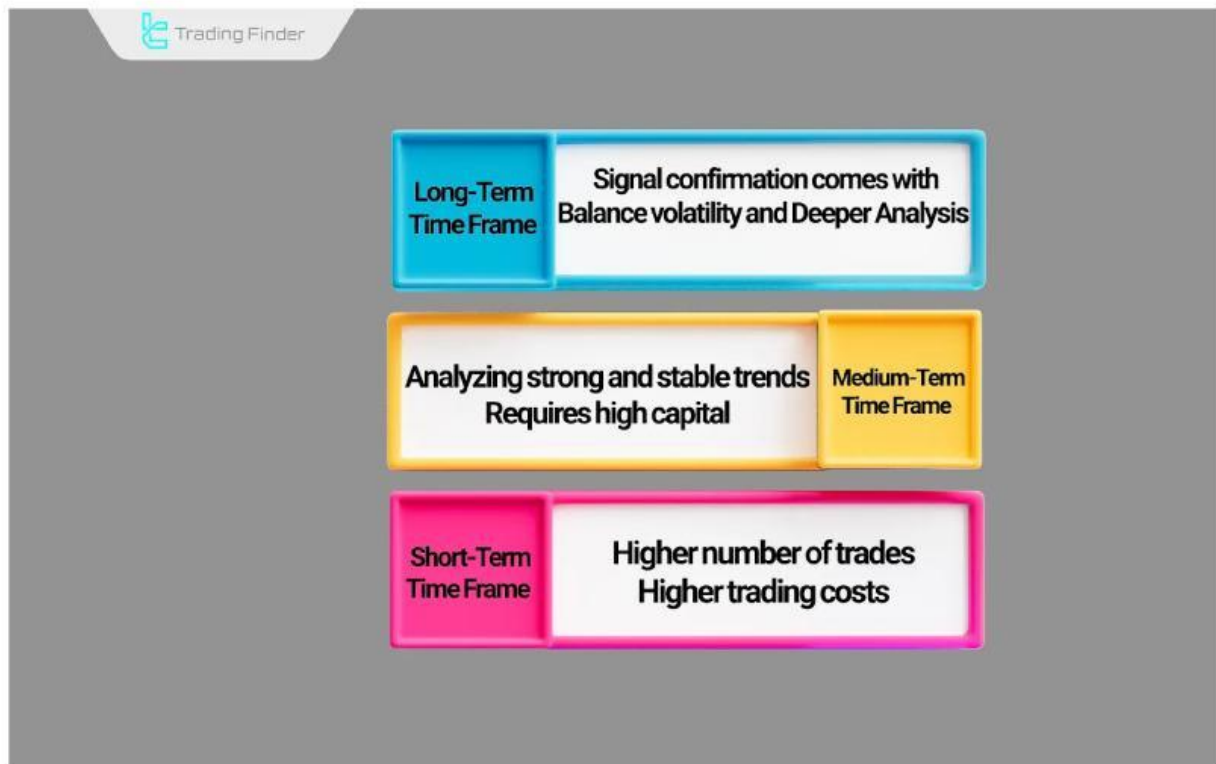 Trading Finder
Long-Term
Time Frame
Signal confirmation comes with
Balance volatility and Deeper Analysis
Analyzing strong and stable trends
Requires high capital
Medium-Term
Time Frame
Short-Term
Time Frame
Higher number of trades
Higher trading costs